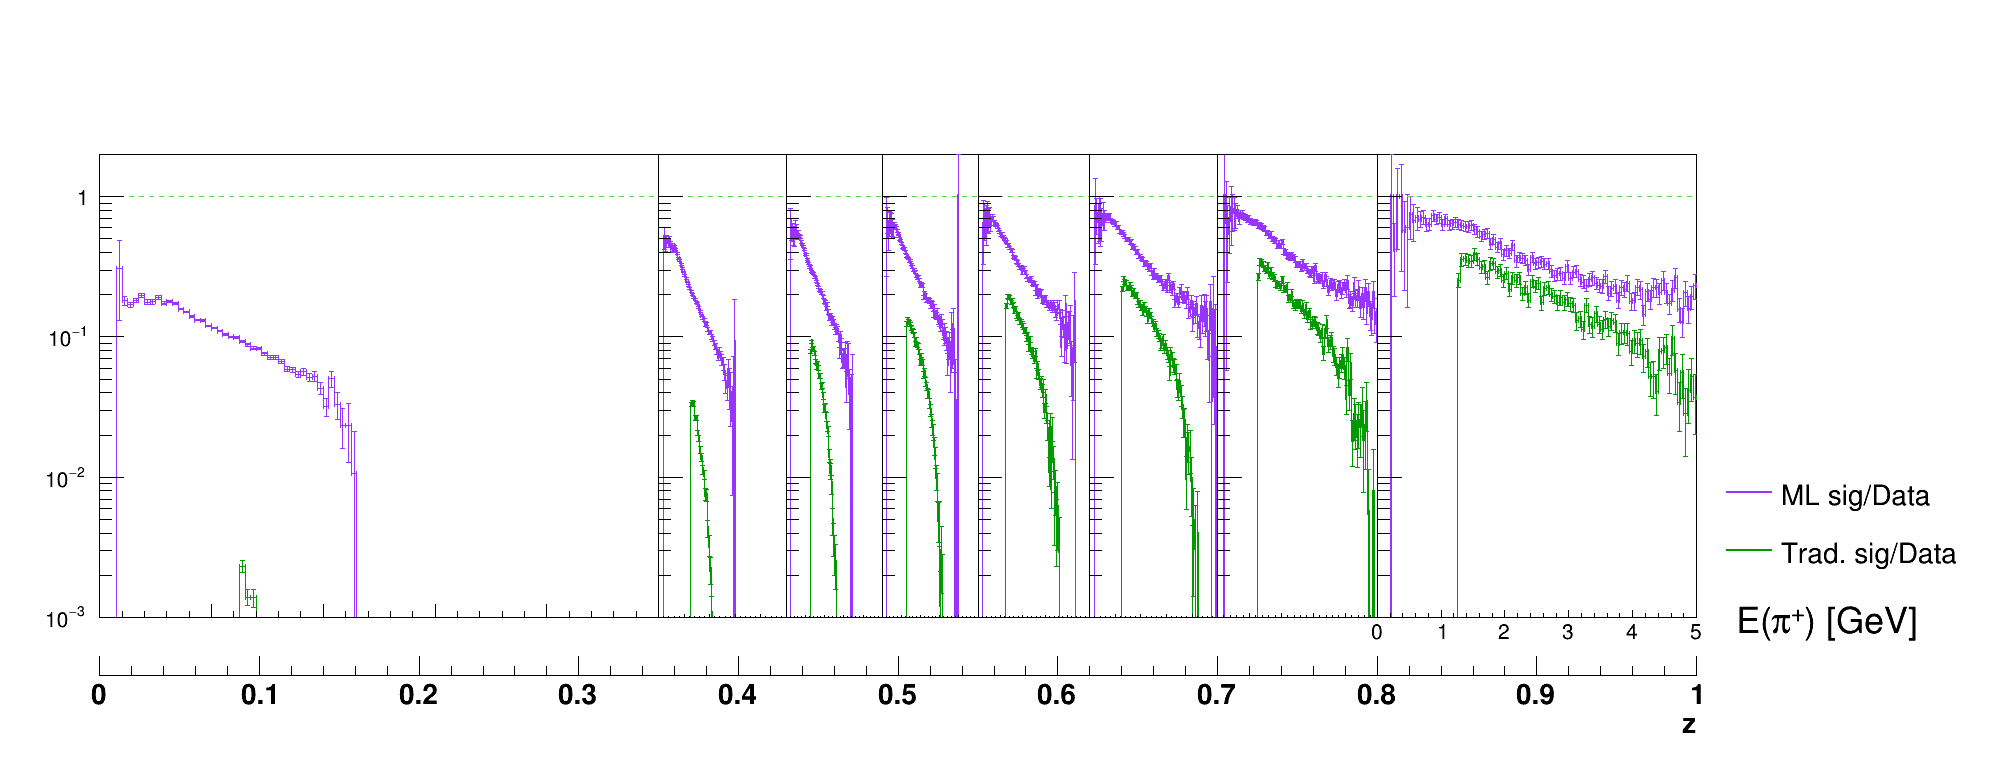 1
10⁻¹
10⁻²
10⁻³
ML sig/Data
Trad. sig/Data
E(π⁺) [GeV]
0 1 2 3 4 5
0 0.1 0.2 0.3 0.4 0.5 0.6 0.7 0.8 0.9 1
z